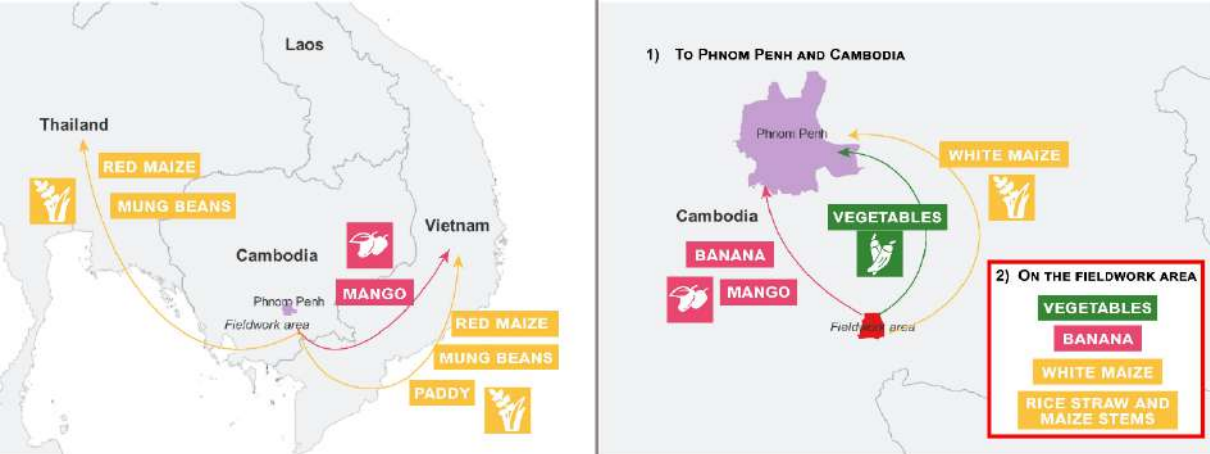 Laos
Thailand
RED MAIZE
MUNG BEANS
Vietnam
Cambodia
MANGO
Phnom Penh
Fieldwork area
RED MAIZE
MUNG BEANS
PADDY
1) TO PHNOM PENH AND CAMBODIA
Phnom Penh
WHITE MAIZE
Cambodia
VEGETABLES
BANANA
MANGO
Fieldwork area
2) ON THE FIELDWORK AREA
VEGETABLES
BANANA
WHITE MAIZE
RICE STRAW AND
MAIZE STEMS